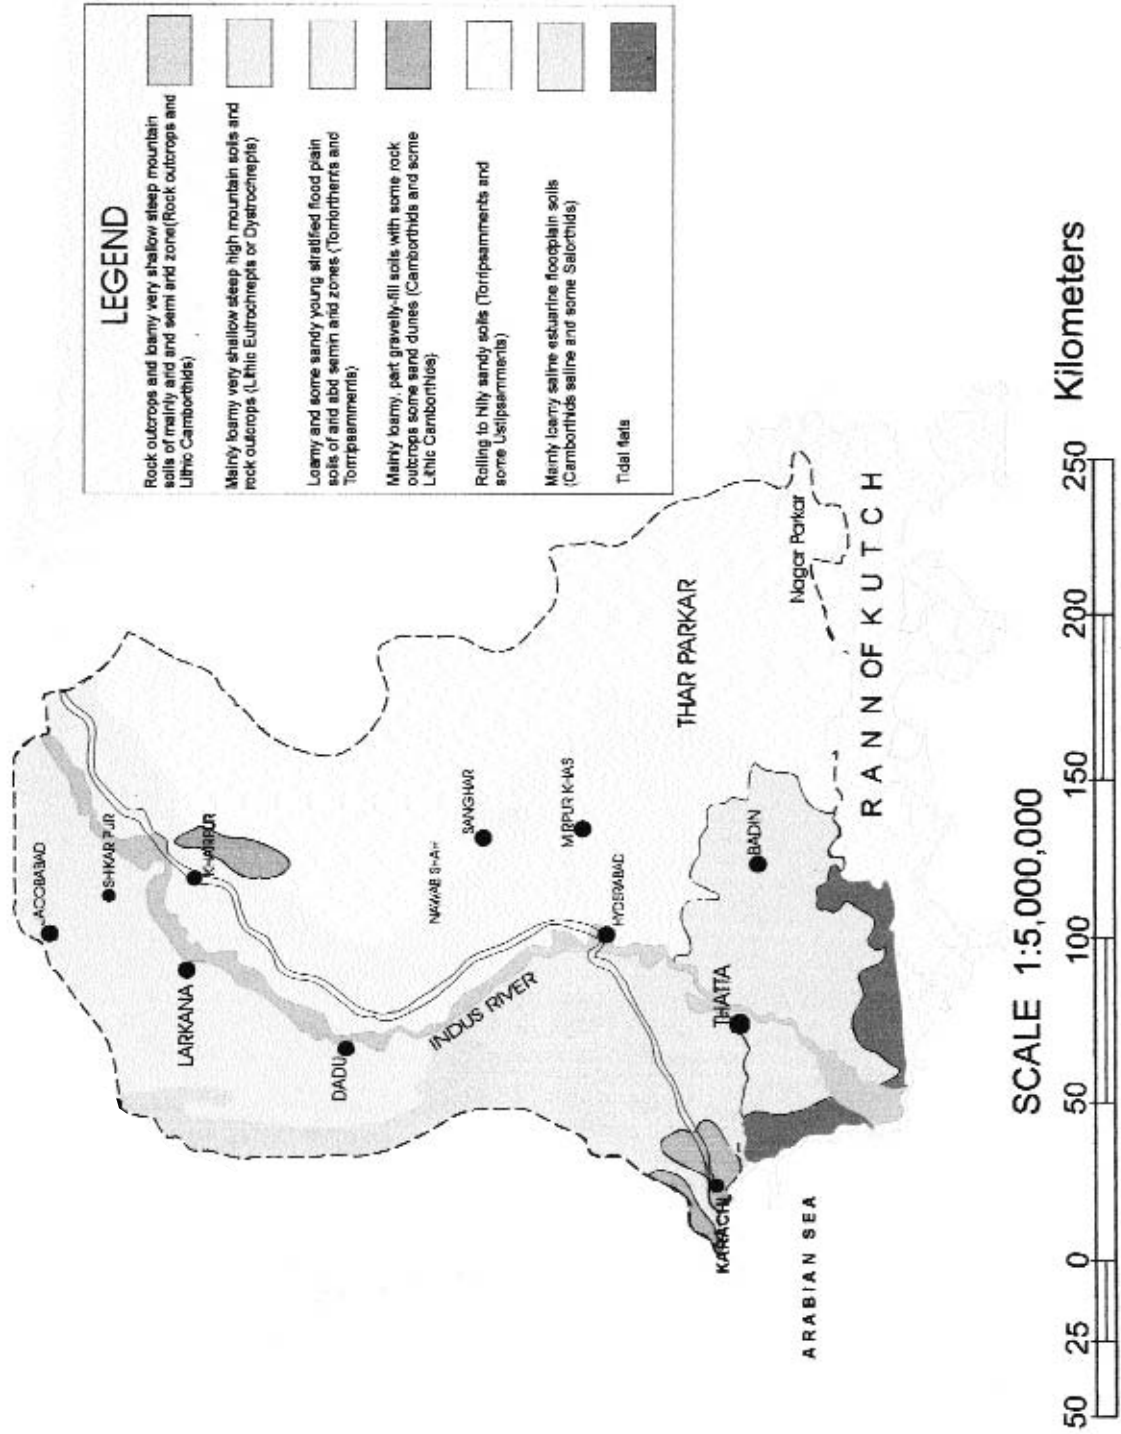 LEGEND
Rock outcrops and loamy very shallow steep mountain
soils of mainly arid and semi arid zone(Rock outcrops and
Lithic Camborthids)
Mainly loamy very shallow steep high mountain soils and
rock outcrops (Lithic Eutrochrepts or Dystrochrepts)
Loamy and some sandy young stratified flood plain
soils of arid abd semin arid zones (Torriorthents and
Torripsamments)
Mainly loamy, part gravelly-fill soils with some rock
outcrops some sand dunes (Camborthids and some
Lithic Camborthids)
Rolling to hilly sandy soils (Torripsamments and
some Ustipsamments)
Mainly loamy saline estuarine floodplain soils
(Camborthids saline and some Salorthids)
Tidal flats
JACOBABAD
SHIKARPUR
KHAIRPUR
LARKANA
DADU
NAWAB SHAH
SANGHAR
MIRPUR KHAS
INDUS RIVER
HYDERABAD
THAR PARKAR
THATTA
BADIN
Nagar Parkar
KARACHI
ARABIAN SEA
RANN OF KUTCH
SCALE 1:5,000,000
50 25 0 50 100 150 200 250
Kilometers